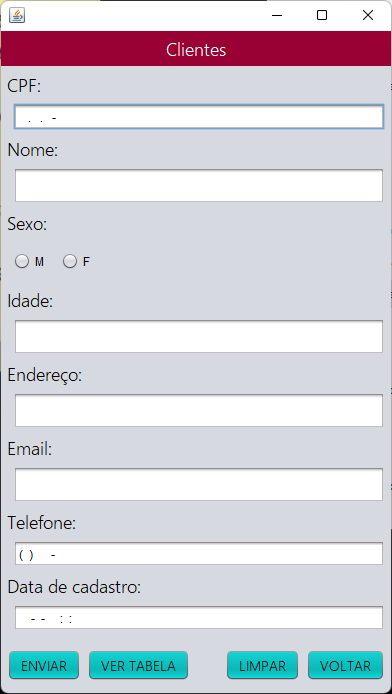 Clientes
CPF:
. . -
Nome:
Sexo:
M F
Idade:
Endereço:
Email:
Telefone:
( ) -
Data de cadastro:
- - : :
ENVIAR VER TABELA LIMPAR VOLTAR